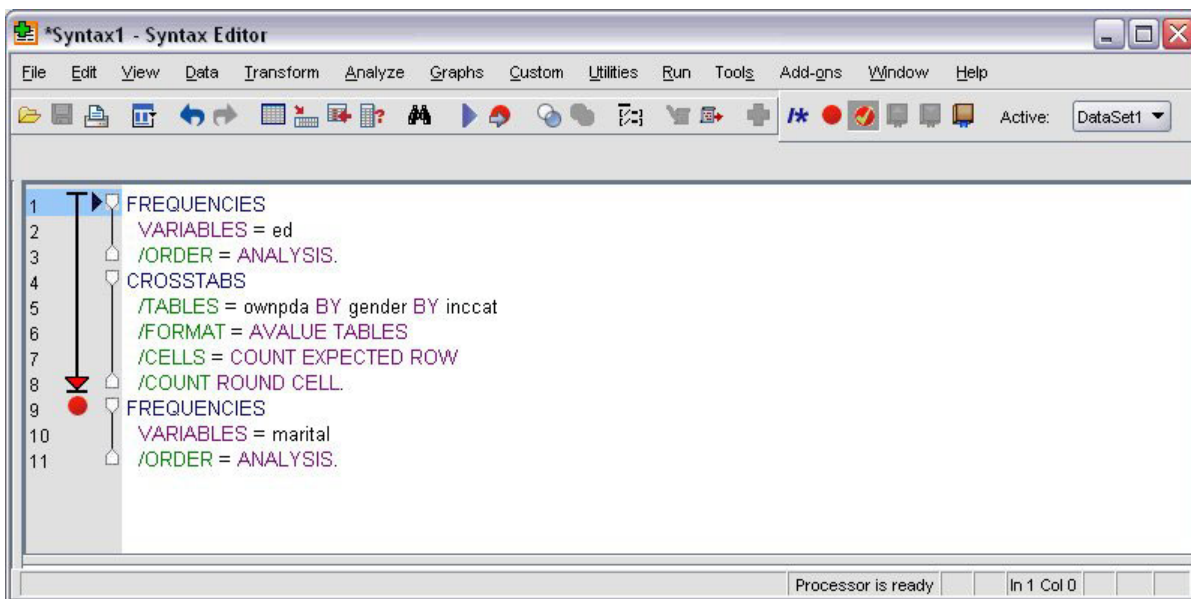 *Syntax1 - Syntax Editor
File Edit View Data Transform Analyze Graphs Custom Utilities Run Tools Add-ons Window Help
Active: DataSet1
1 FREQUENCIES
2 VARIABLES = ed
3 /ORDER = ANALYSIS.
4 CROSSTABS
5 /TABLES = ownpda BY gender BY inccat
6 /FORMAT = AVALUE TABLES
7 /CELLS = COUNT EXPECTED ROW
8 /COUNT ROUND CELL.
9 FREQUENCIES
10 VARIABLES = marital
11 /ORDER = ANALYSIS.
Processor is ready In 1 Col 0